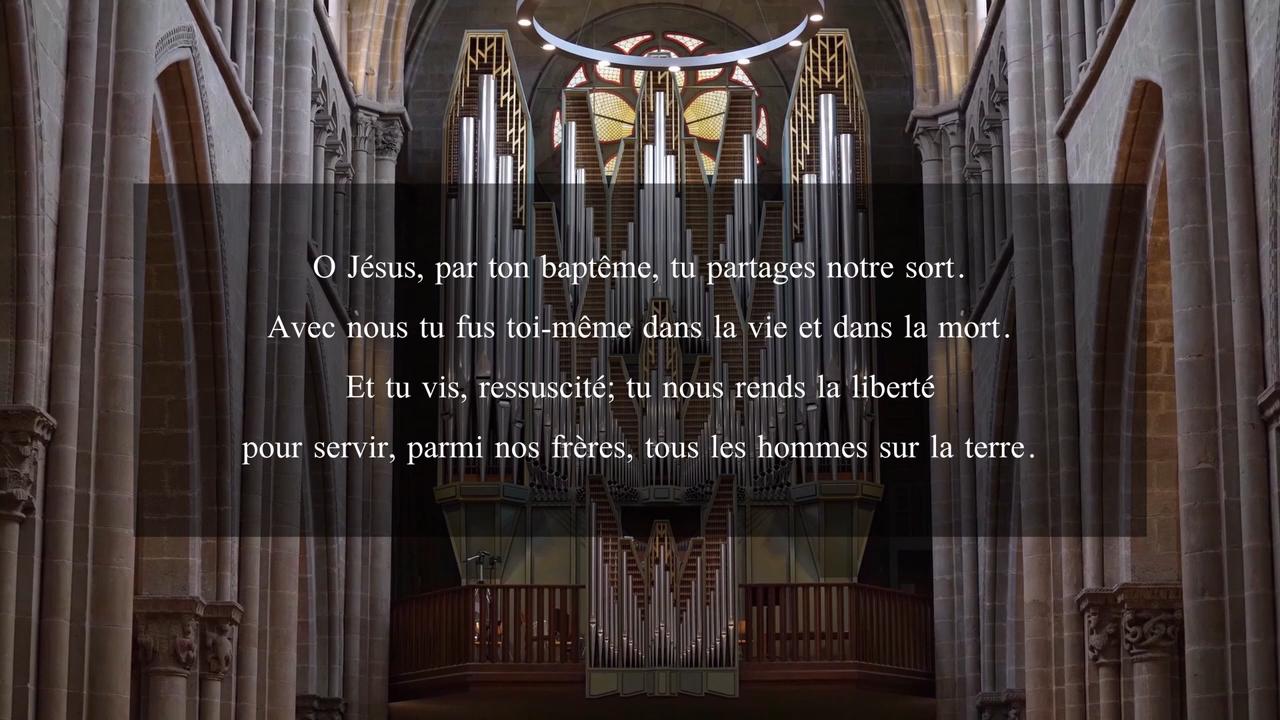 O Jésus, par ton baptême, tu partages notre sort.
Avec nous tu fus toi-même dans la vie et dans la mort.
Et tu vis, ressuscité; tu nous rends la liberté
pour servir, parmi nos frères, tous les hommes sur la terre.